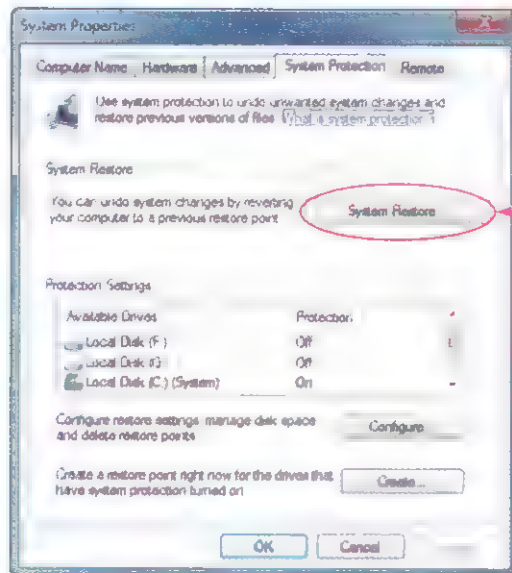 System Properties
Computer Name Hardware Advanced System Protection Remote
Use system protection to undo unwanted system changes and
restore previous versions of files. What is system protection?
System Restore
You can undo system changes by reverting
your computer to a previous restore point
System Restore
Protection Settings
Available Drives Protection
Local Disk (F:) Off
Local Disk Off
Local Disk (C:) (System) On
Configure restore settings, manage disk space
and delete restore points
Configure
Create a restore point right now for the drives that
have system protection turned on
Create...
OK Cancel